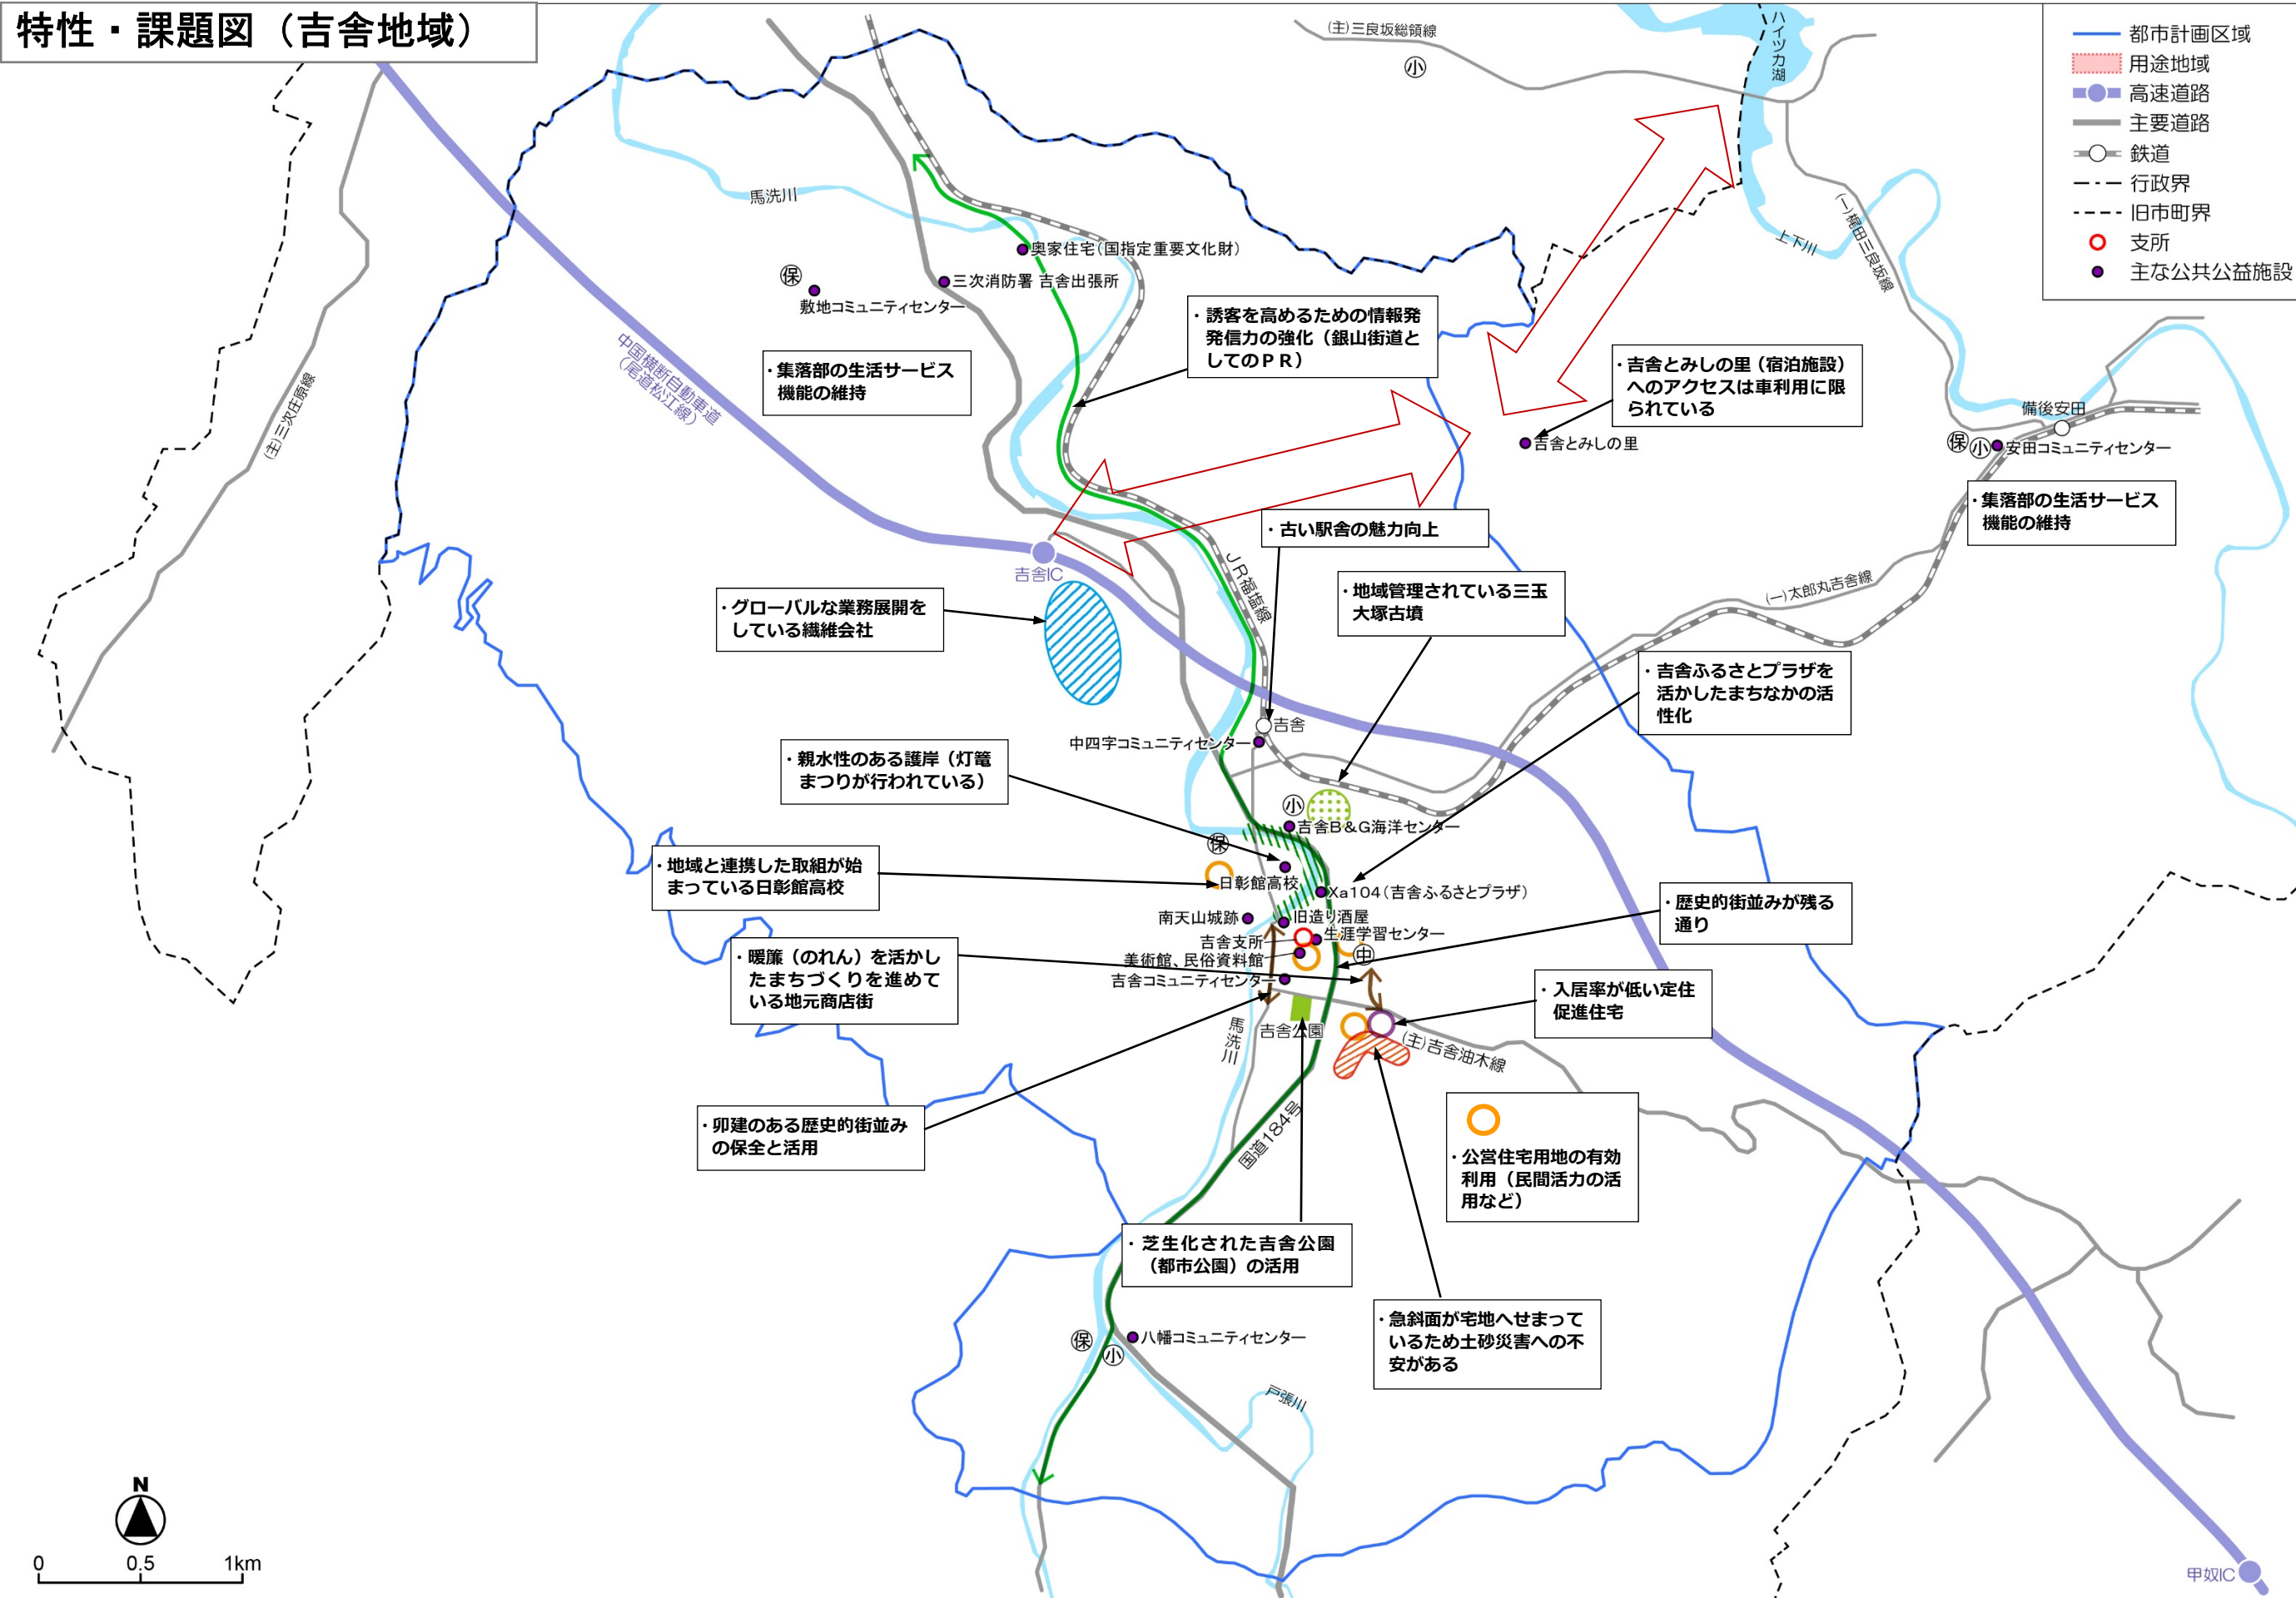 特性・課題図（吉舎地域）
都市計画区域
用途地域
高速道路
主要道路
鉄道
行政界
旧市町界
支所
主な公共公益施設
(主)三良坂総領線
小
ハイヅカ湖
馬洗川
上下川
(一)梶田三良坂線
奥家住宅(国指定重要文化財)
三次消防署 吉舎出張所
保
敷地コミュニティセンター
・誘客を高めるための情報発
発信力の強化（銀山街道と
してのＰＲ）
・集落部の生活サービス
機能の維持
中国横断自動車道
(尾道松江線)
(主)三次庄原線
・吉舎とみしの里（宿泊施設）
へのアクセスは車利用に限
られている
吉舎とみしの里
備後安田
保
小
安田コミュニティセンター
・集落部の生活サービス
機能の維持
・古い駅舎の魅力向上
吉舎IC
ＪＲ福塩線
・グローバルな業務展開を
している繊維会社
・地域管理されている三玉
大塚古墳
(一)太郎丸吉舎線
・吉舎ふるさとプラザを
活かしたまちなかの活
性化
吉舎
中四字コミュニティセンター
・親水性のある護岸（灯篭
まつりが行われている）
小
吉舎Ｂ＆Ｇ海洋センター
保
・地域と連携した取組が始
まっている日彰館高校
日彰館高校
Xa104(吉舎ふるさとプラザ)
・歴史的街並みが残る
通り
南天山城跡
旧造り酒屋
生涯学習センター
吉舎支所
美術館、民俗資料館
中
吉舎コミュニティセンター
・暖簾（のれん）を活かし
たまちづくりを進めて
いる地元商店街
・入居率が低い定住
促進住宅
馬洗川
吉舎公園
(主)吉舎油木線
・卯建のある歴史的街並み
の保全と活用
国道184号
・公営住宅用地の有効
利用（民間活力の活
用など）
・芝生化された吉舎公園
（都市公園）の活用
・急斜面が宅地へせまって
いるため土砂災害への不
安がある
保
小
八幡コミュニティセンター
戸張川
N
0 0.5 1km
甲奴IC